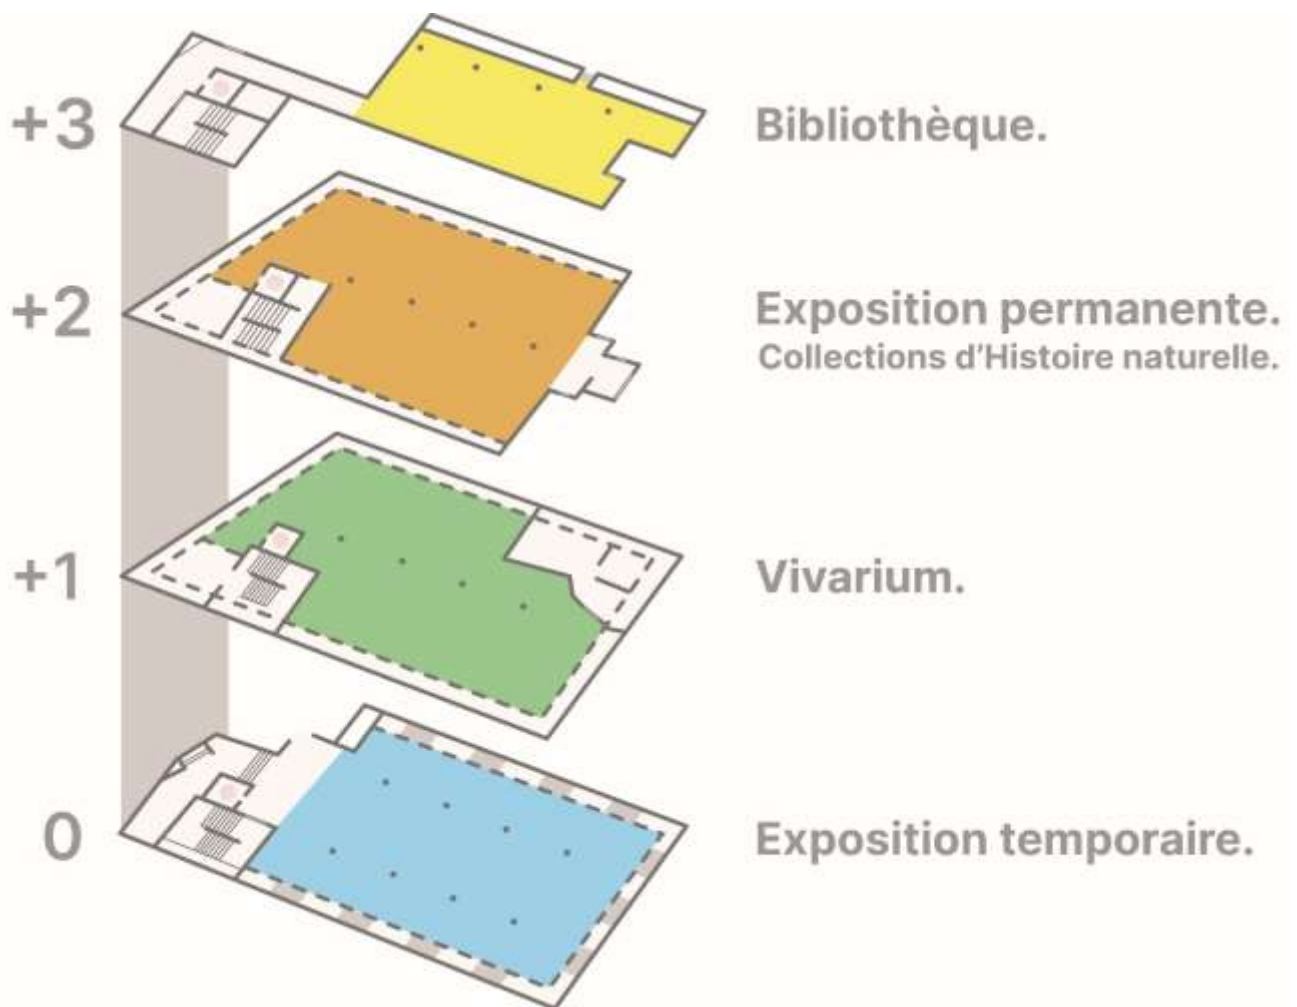 +3 Bibliothèque.
+2 Exposition permanente.
Collections d'Histoire naturelle.
+1 Vivarium.
0 Exposition temporaire.